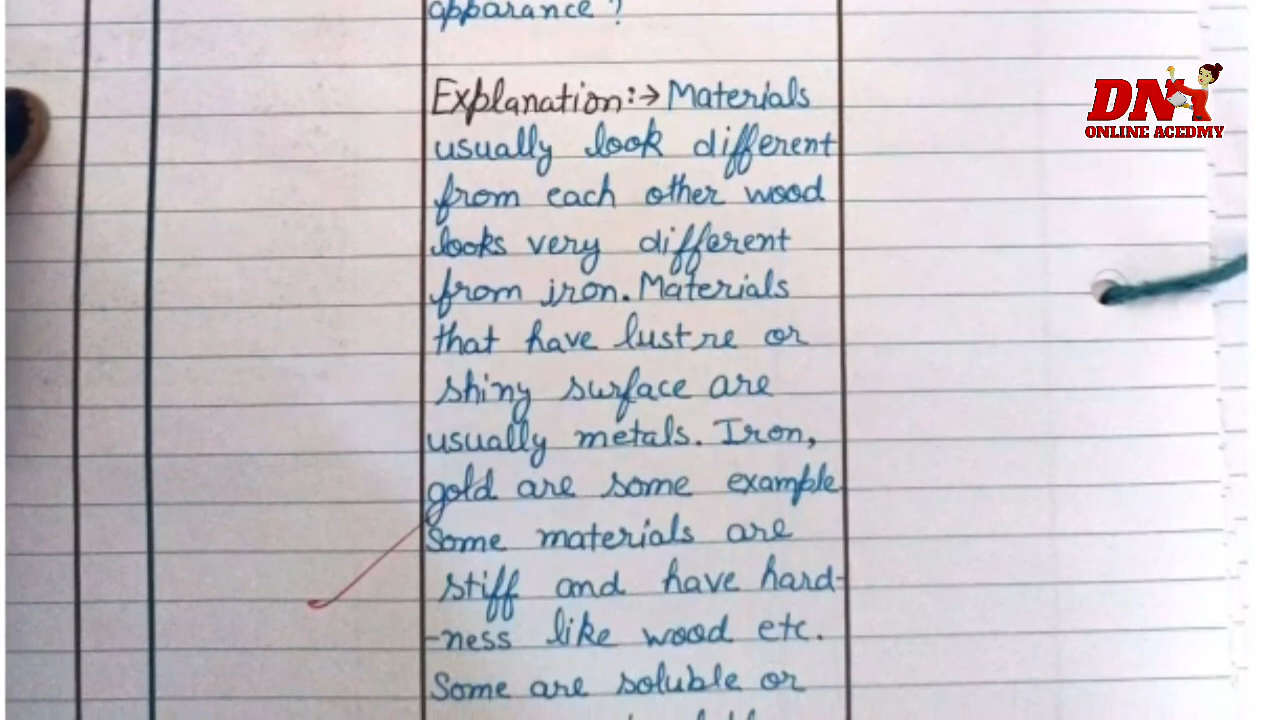 apparance ?
Explanation:→ Materials
usually look different
from each other wood
looks very different
from iron. Materials
that have lustre or
shiny surface are
usually metals. Iron,
gold are some example
Some materials are
stiff and have hard-
-ness like wood etc.
Some are soluble or
DN
ONLINE ACEDMY